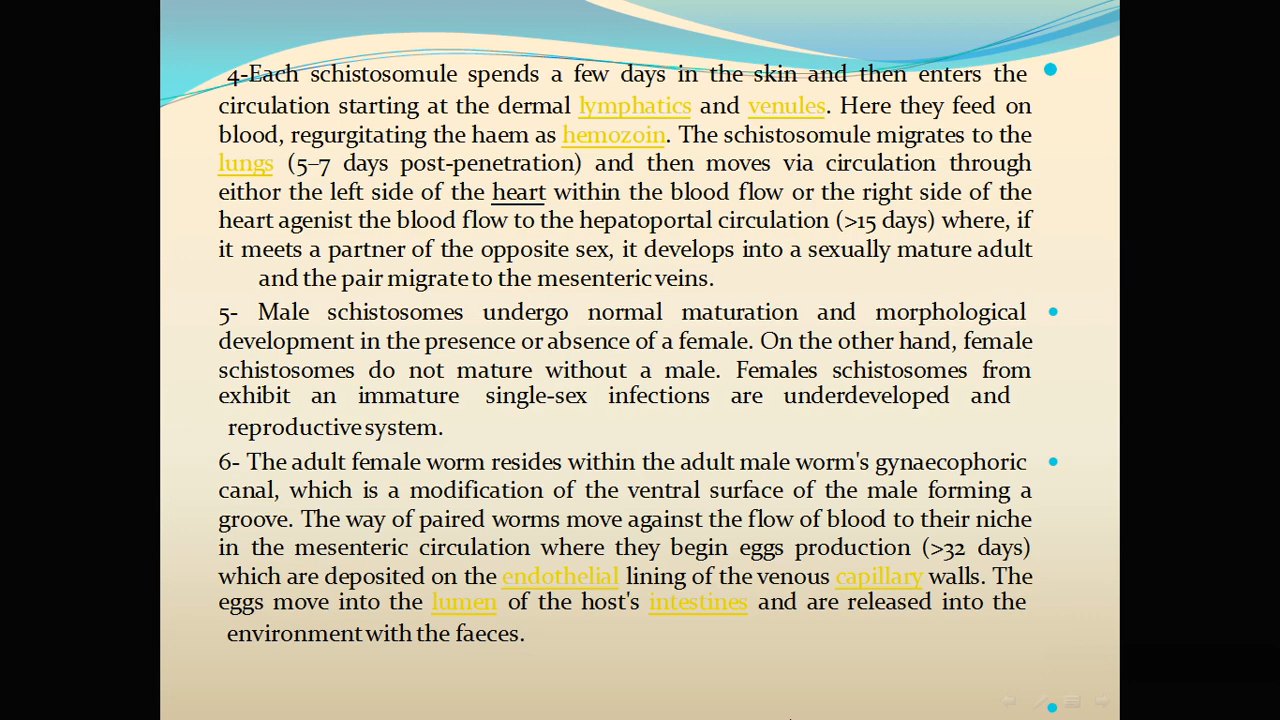 4-Each schistosomule spends a few days in the skin and then enters the
circulation starting at the dermal lymphatics and venules. Here they feed on
blood, regurgitating the haem as hemozoin. The schistosomule migrates to the
lungs (5–7 days post-penetration) and then moves via circulation through
eithor the left side of the heart within the blood flow or the right side of the
heart agenist the blood flow to the hepatoportal circulation (>15 days) where, if
it meets a partner of the opposite sex, it develops into a sexually mature adult
and the pair migrate to the mesenteric veins.
5- Male schistosomes undergo normal maturation and morphological
development in the presence or absence of a female. On the other hand, female
schistosomes do not mature without a male. Females schistosomes from
exhibit an immature single-sex infections are underdeveloped and
reproductive system.
6- The adult female worm resides within the adult male worm's gynaecophoric
canal, which is a modification of the ventral surface of the male forming a
groove. The way of paired worms move against the flow of blood to their niche
in the mesenteric circulation where they begin eggs production (>32 days)
which are deposited on the endothelial lining of the venous capillary walls. The
eggs move into the lumen of the host's intestines and are released into the
environment with the faeces.